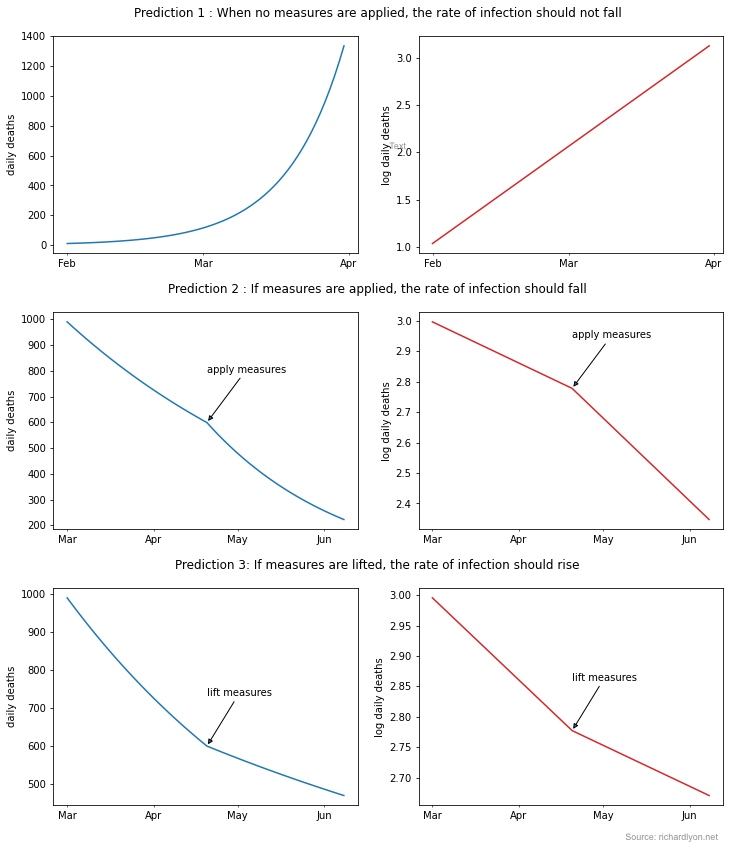 Prediction 1 : When no measures are applied, the rate of infection should not fall
daily deaths
1400
1200
1000
800
600
400
200
0
Feb Mar Apr
log daily deaths
Text
3.0
2.5
2.0
1.5
1.0
Feb Mar Apr
Prediction 2 : If measures are applied, the rate of infection should fall
daily deaths
1000
900
800
700
600
500
400
300
200
apply measures
Mar Apr May Jun
log daily deaths
3.0
2.9
2.8
2.7
2.6
2.5
2.4
apply measures
Mar Apr May Jun
Prediction 3: If measures are lifted, the rate of infection should rise
daily deaths
1000
900
800
700
600
500
lift measures
Mar Apr May Jun
log daily deaths
3.00
2.95
2.90
2.85
2.80
2.75
2.70
lift measures
Mar Apr May Jun
Source: richardlyon.net